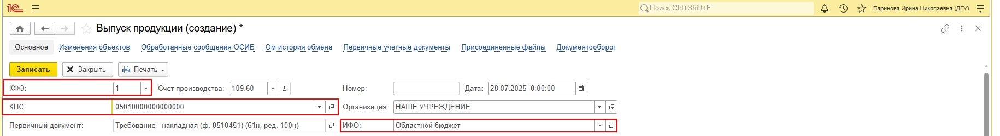 1С Поиск Ctrl+Shift+F Баринова Ирина Николаевна (ДГУ)
Выпуск продукции (создание) *
Основное Изменения объектов Обработанные сообщения ОСИБ Ом история обмена Первичные учетные документы Присоединенные файлы Документооборот
Записать Закрыть Печать
КФО: 1 Счет производства: 109.60 Номер: Дата: 28.07.2025 0:00:00
КПС: 05010000000000000 Организация: НАШЕ УЧРЕЖДЕНИЕ
Первичный документ: Требование - накладная (ф. 0510451) (61н, ред. 100н) ИФО: Областной бюджет